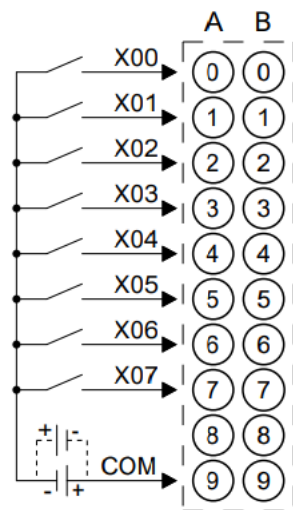 A B
X00 0 0
X01 1 1
X02 2 2
X03 3 3
X04 4 4
X05 5 5
X06 6 6
X07 7 7
8 8
+ -
COM 9 9
- +